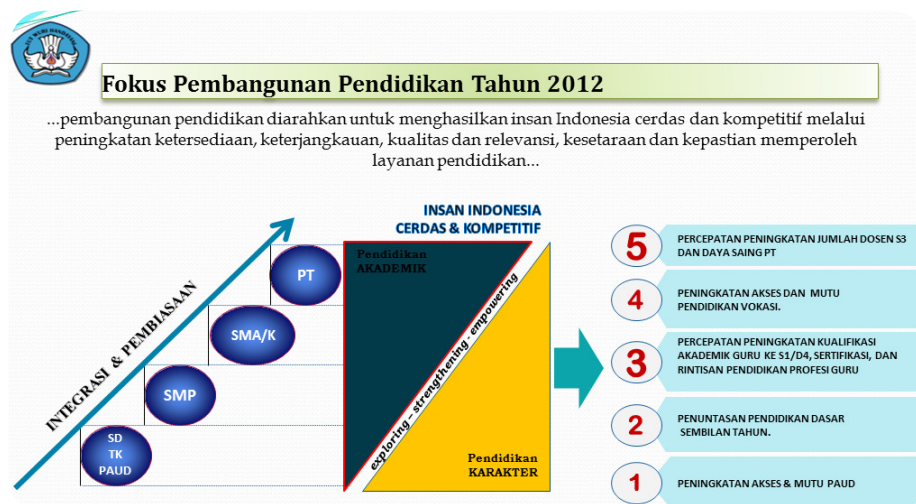 TUT WURI HANDAYANI
Fokus Pembangunan Pendidikan Tahun 2012
...pembangunan pendidikan diarahkan untuk menghasilkan insan Indonesia cerdas dan kompetitif melalui
peningkatan ketersediaan, keterjangkauan, kualitas dan relevansi, kesetaraan dan kepastian memperoleh
layanan pendidikan...
INTEGRASI & PEMBIASAAN
PT
SMA/K
SMP
SD
TK
PAUD
INSAN INDONESIA
CERDAS & KOMPETITIF
Pendidikan
AKADEMIK
exploring – strengthening - empowering
Pendidikan
KARAKTER
5
PERCEPATAN PENINGKATAN JUMLAH DOSEN S3
DAN DAYA SAING PT
4
PENINGKATAN AKSES DAN MUTU
PENDIDIKAN VOKASI.
3
PERCEPATAN PENINGKATAN KUALIFIKASI
AKADEMIK GURU KE S1/D4, SERTIFIKASI, DAN
RINTISAN PENDIDIKAN PROFESI GURU
2
PENUNTASAN PENDIDIKAN DASAR
SEMBILAN TAHUN.
1
PENINGKATAN AKSES & MUTU PAUD